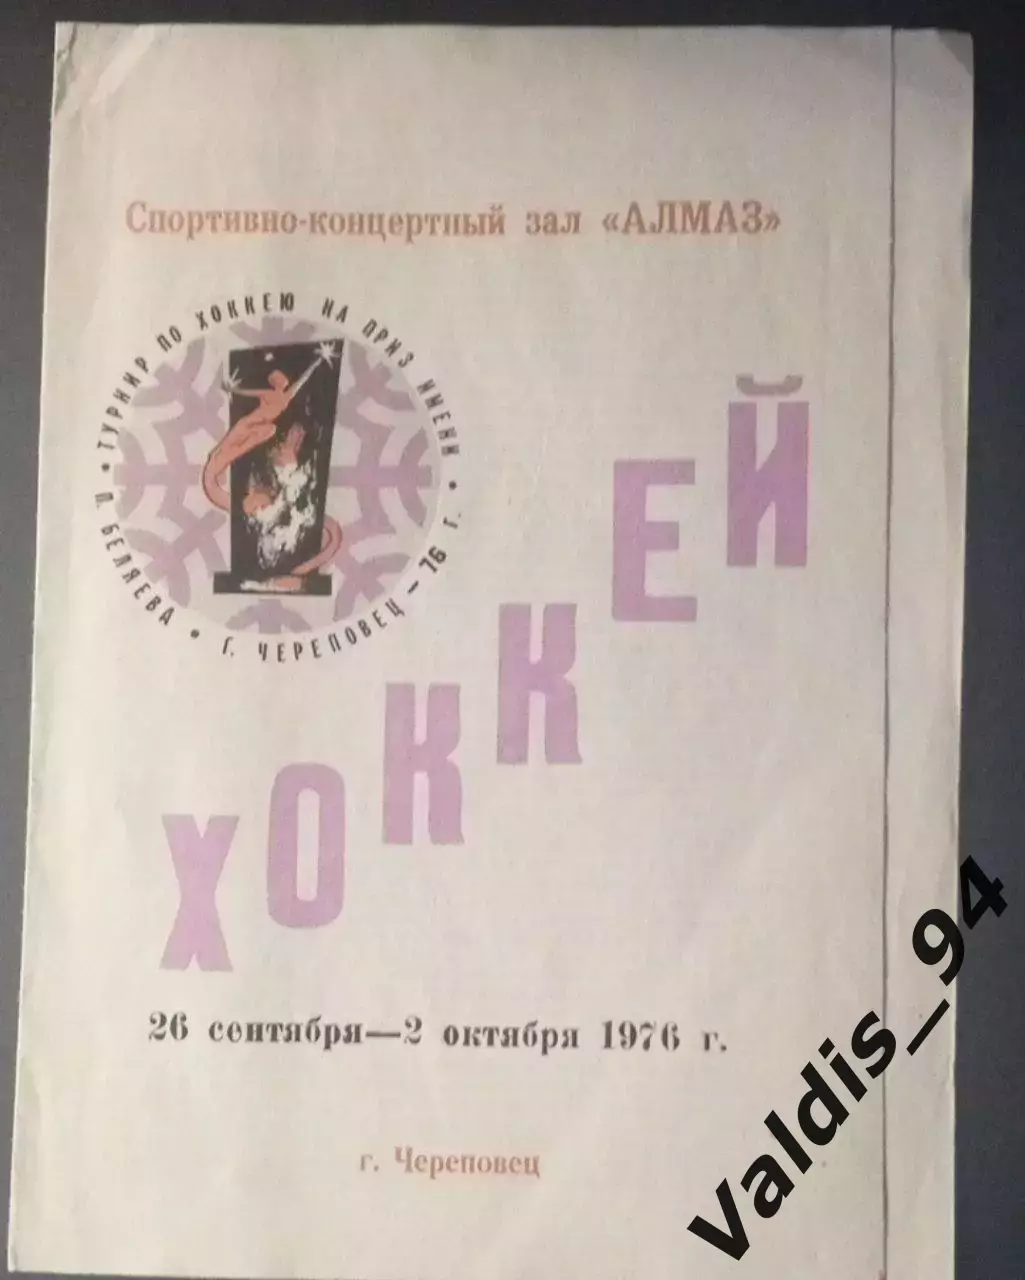 Спортивно-концертный зал «АЛМАЗ»
• ТУРНИР ПО ХОККЕЮ НА ПРИЗ ИМЕНИ •
Д. БЕЛЯЕВА • Г. ЧЕРЕПОВЕЦ — 76 Г.
ХОККЕЙ
26 сентября—2 октября 1976 г.
г. Череповец
Valdis_94